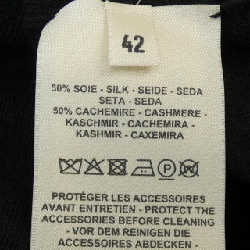 42
50% SOIE - SILK - SEIDE - SEDA
SETA - SEDA
50% CACHEMIRE - CASHMERE -
KASCHMIR - CACHEMIRA -
KASHMIR - CAXEMIRA
PROTÉGER LES ACCESSOIRES
AVANT ENTRETIEN - PROTECT THE
ACCESSORIES BEFORE CLEANING
- VOR DEM REINIGEN DIE
ACCESSOIRES ABDECKEN -